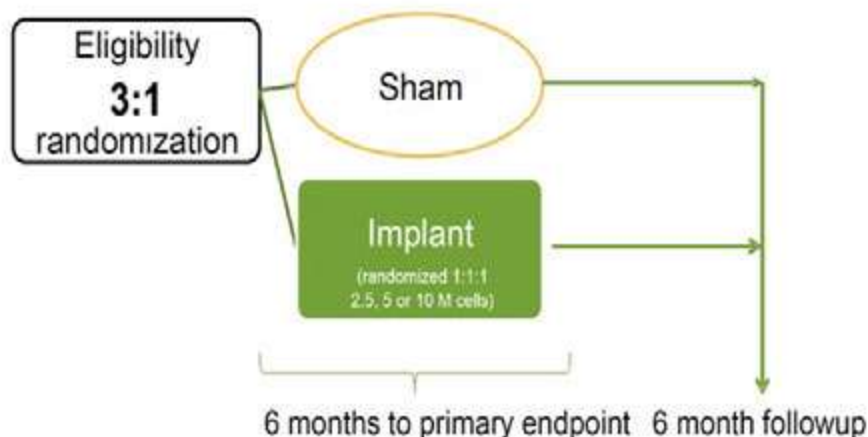 Eligibility
3:1
randomization
Sham
Implant
(randomized 1:1:1
2.5, 5 or 10 M cells)
6 months to primary endpoint
6 month followup